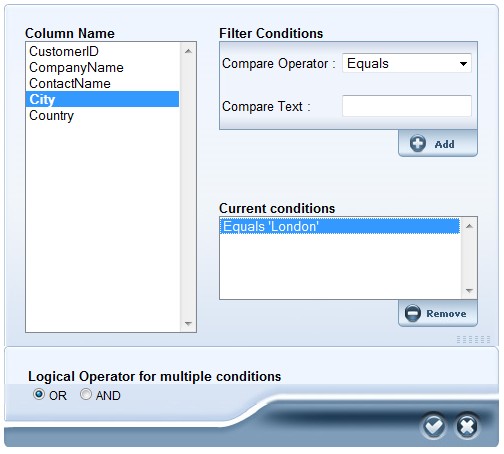 Column Name
CustomerID
CompanyName
ContactName
City
Country
Filter Conditions
Compare Operator : Equals
Compare Text :
Add
Current conditions
Equals 'London'
Remove
Logical Operator for multiple conditions
OR AND